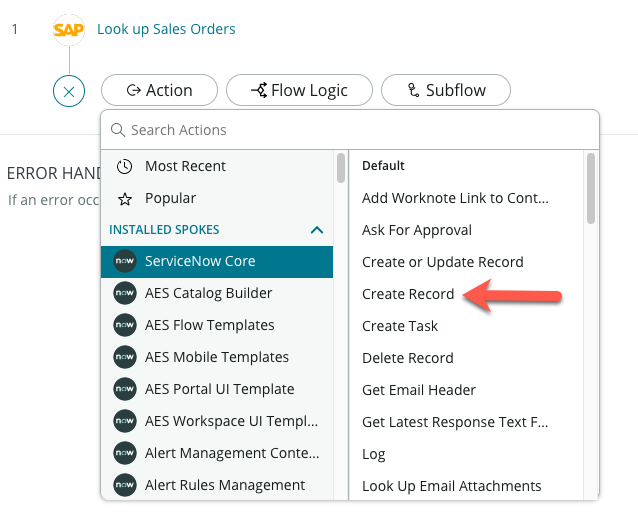 1
SAP
Look up Sales Orders
Action
Flow Logic
Subflow
Search Actions
ERROR HAND
If an error occ
Most Recent
Popular
INSTALLED SPOKES
now ServiceNow Core
now AES Catalog Builder
now AES Flow Templates
now AES Mobile Templates
now AES Portal UI Template
now AES Workspace UI Templ...
now Alert Management Conte...
now Alert Rules Management
Default
Add Worknote Link to Cont...
Ask For Approval
Create or Update Record
Create Record
Create Task
Delete Record
Get Email Header
Get Latest Response Text F...
Log
Look Up Email Attachments